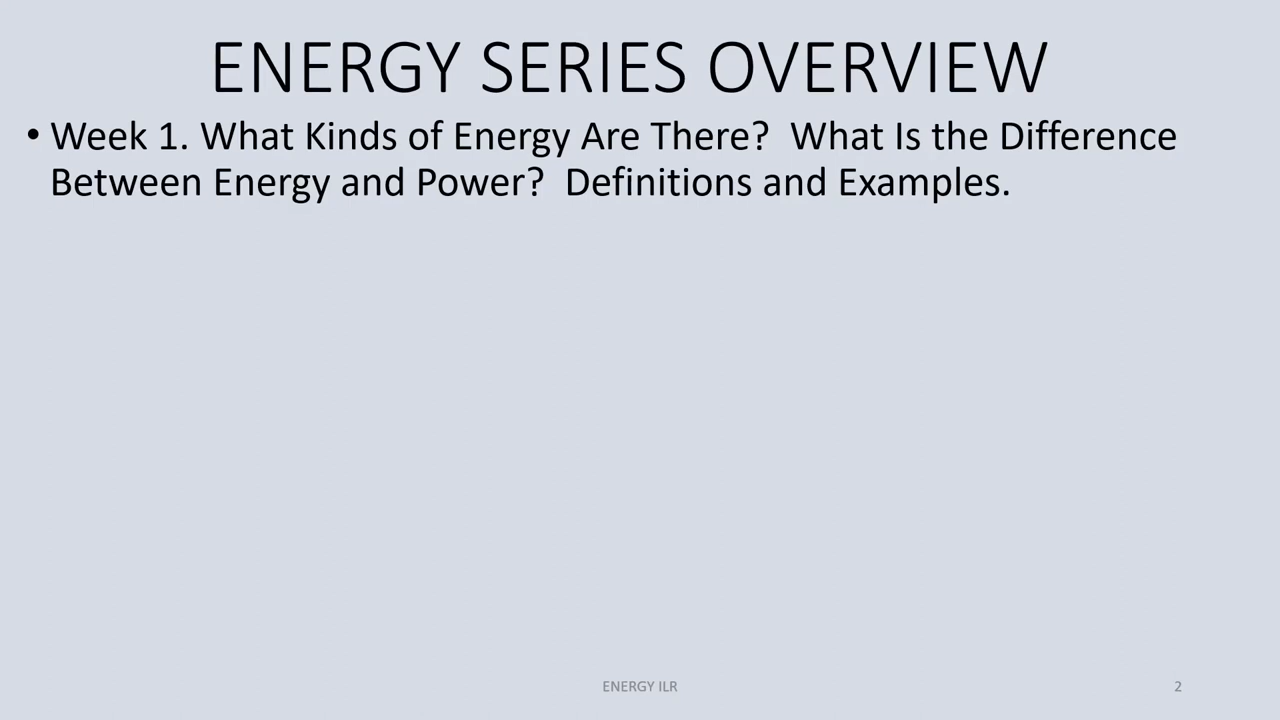 ENERGY SERIES OVERVIEW
• Week 1. What Kinds of Energy Are There?  What Is the Difference
Between Energy and Power?  Definitions and Examples.
ENERGY ILR
2